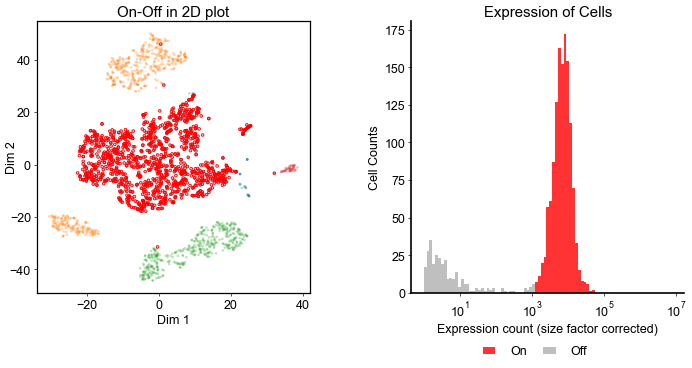 On-Off in 2D plot
Dim 2
40
20
0
−20
−40
−20 0 20 40
Dim 1
Expression of Cells
Cell Counts
175
150
125
100
75
50
25
0
10^1 10^3 10^5 10^7
Expression count (size factor corrected)
On Off